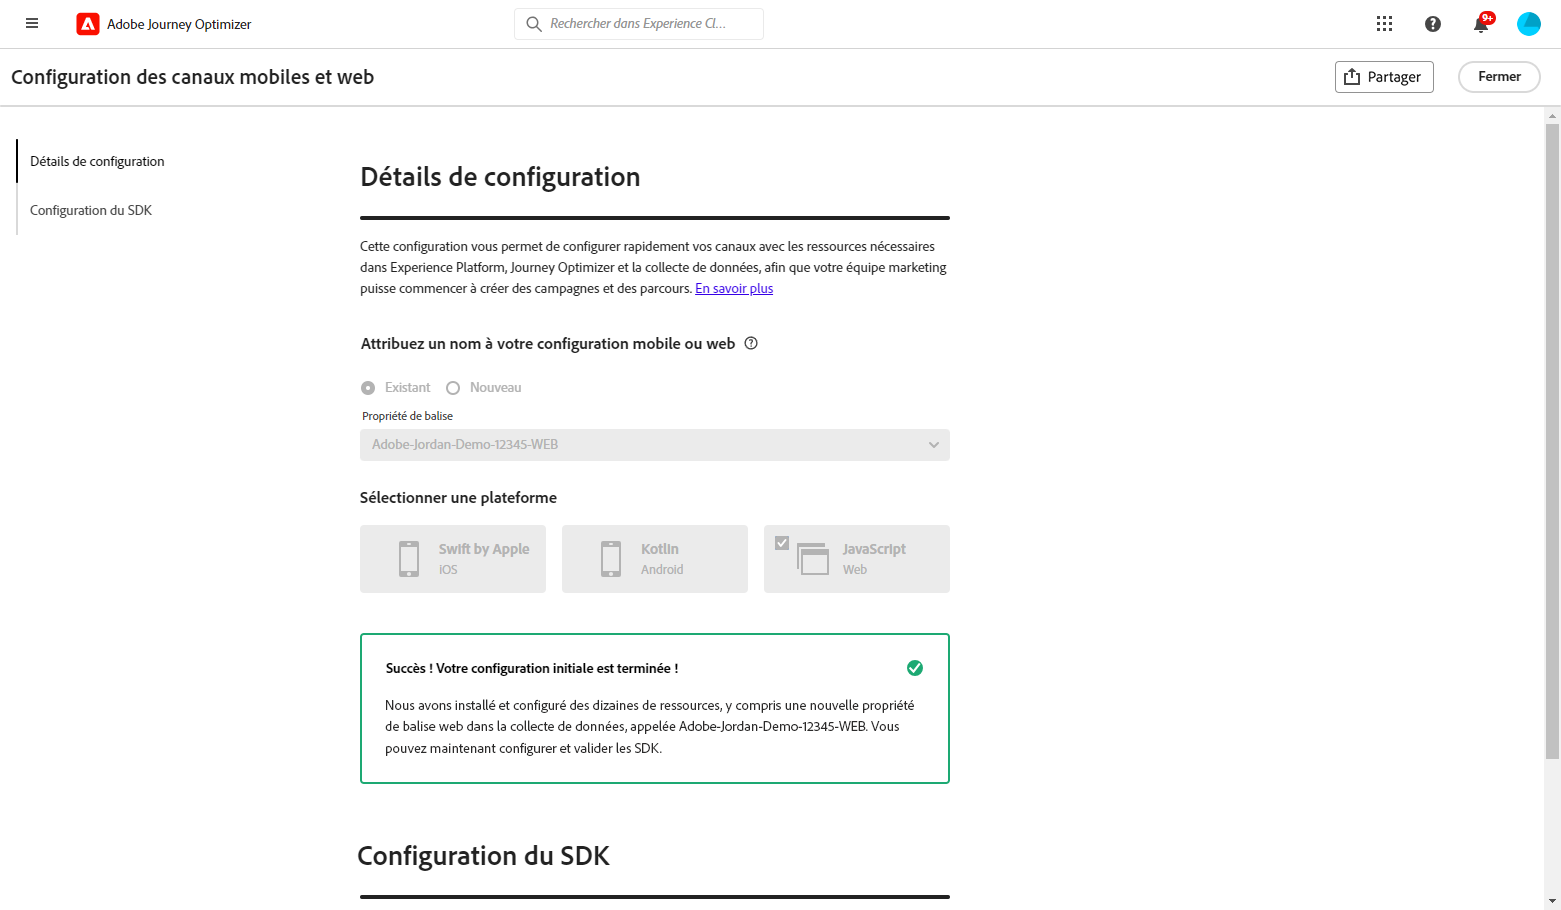 Adobe Journey Optimizer
Rechercher dans Experience Cl...
9+
Configuration des canaux mobiles et web
Partager
Fermer
Détails de configuration
Configuration du SDK
Détails de configuration
Cette configuration vous permet de configurer rapidement vos canaux avec les ressources nécessaires
dans Experience Platform, Journey Optimizer et la collecte de données, afin que votre équipe marketing
puisse commencer à créer des campagnes et des parcours. En savoir plus
Attribuez un nom à votre configuration mobile ou web
Existant
Nouveau
Propriété de balise
Adobe-Jordan-Demo-12345-WEB
Sélectionner une plateforme
Swift by Apple
iOS
Kotlin
Android
JavaScript
Web
Succès ! Votre configuration initiale est terminée !
Nous avons installé et configuré des dizaines de ressources, y compris une nouvelle propriété
de balise web dans la collecte de données, appelée Adobe-Jordan-Demo-12345-WEB. Vous
pouvez maintenant configurer et valider les SDK.
Configuration du SDK